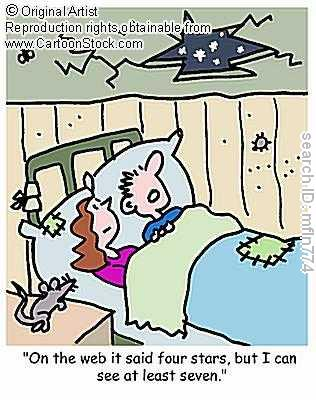 © Original Artist
Reproduction rights obtainable from
www.CartoonStock.com
search ID: mfln7774
"On the web it said four stars, but I can
see at least seven."